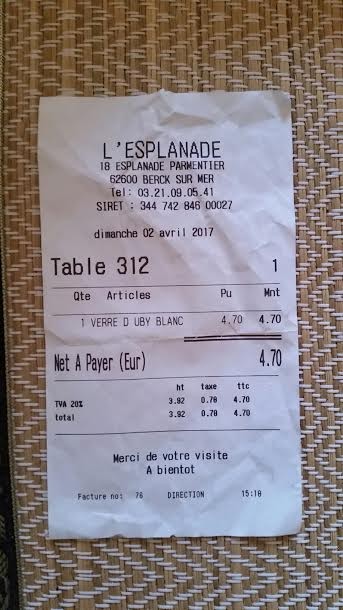 L'ESPLANADE
18 ESPLANADE PARMENTIER
62600 BERCK SUR MER
Tel: 03.21.09.05.41
SIRET : 344 742 846 00027
dimanche 02 avril 2017
Table 312 1
Qte Articles Pu Mnt
1 VERRE D UBY BLANC 4.70 4.70
Net A Payer (Eur) 4.70
ht taxe ttc
TVA 20% 3.92 0.78 4.70
total 3.92 0.78 4.70
Merci de votre visite
A bientot
Facture no: 76 DIRECTION 15:10